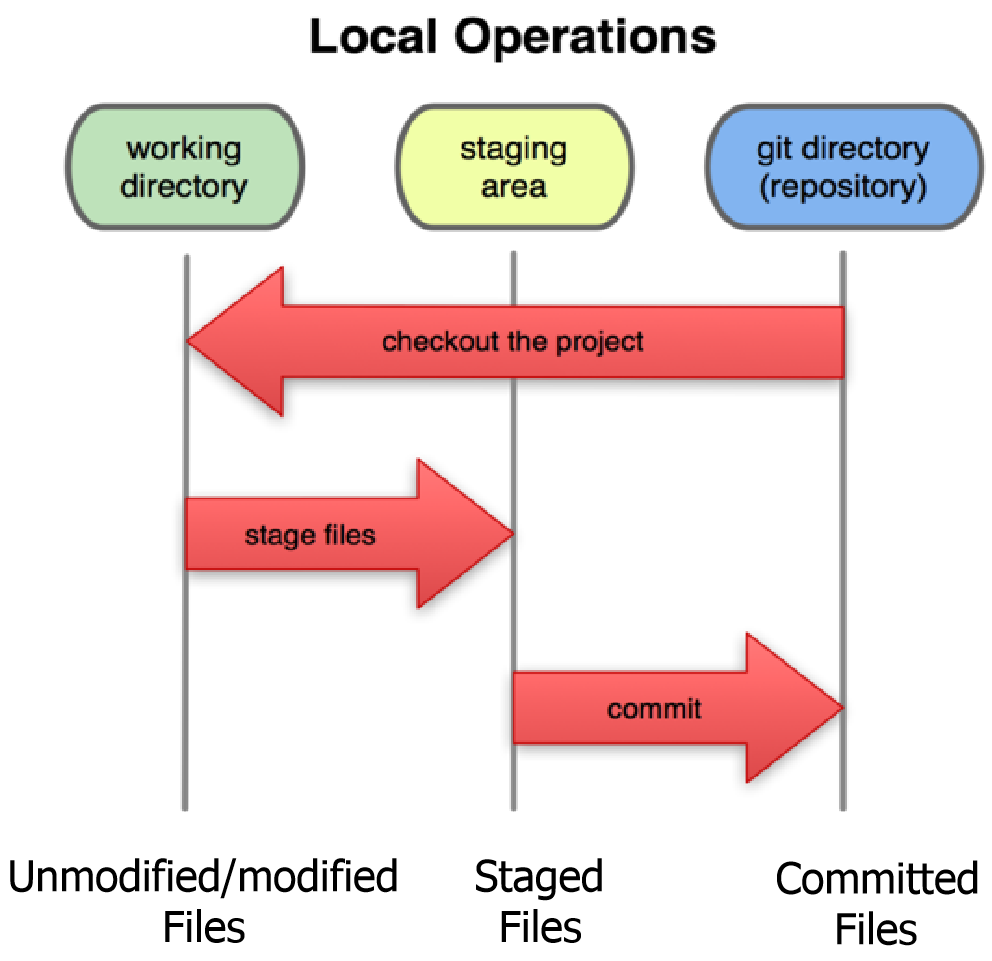 Local Operations
working
directory
staging
area
git directory
(repository)
checkout the project
stage files
commit
Unmodified/modified
Files
Staged
Files
Committed
Files